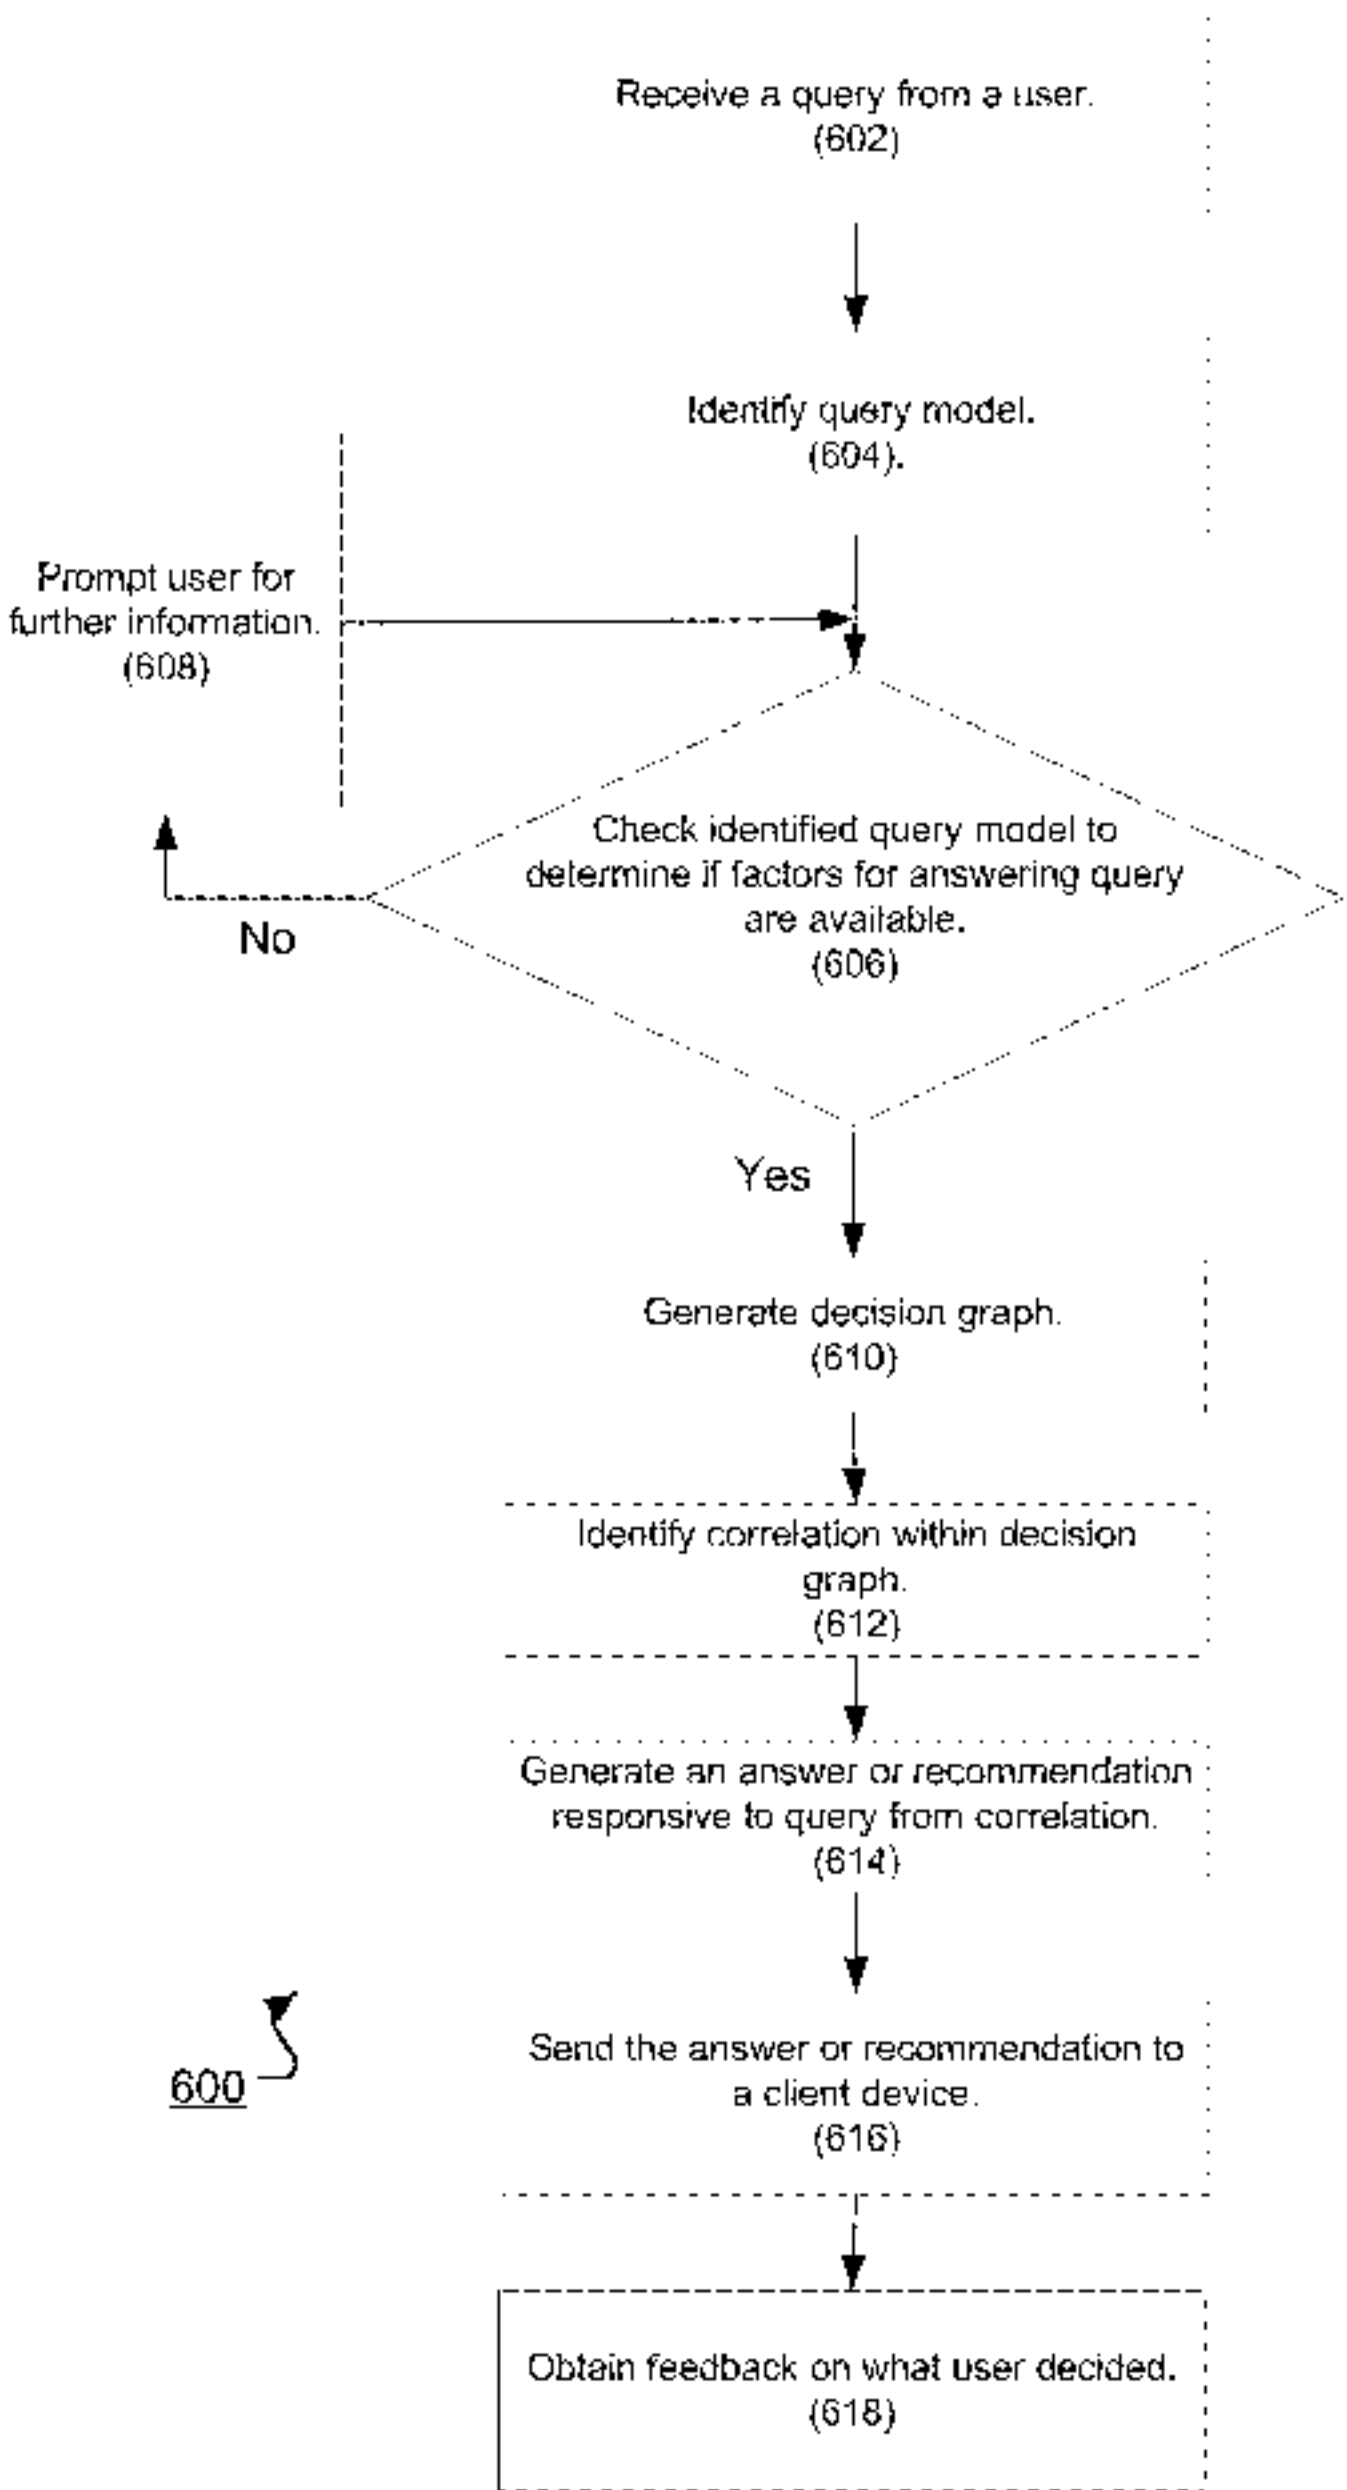 Receive a query from a user.
(602)
Identify query model.
(604).
Prompt user for
further information.
(608)
Check identified query model to
determine if factors for answering query
are available.
(606)
No
Yes
Generate decision graph.
(610)
Identify correlation within decision
graph.
(612)
Generate an answer or recommendation
responsive to query from correlation.
(614)
600
Send the answer or recommendation to
a client device.
(616)
Obtain feedback on what user decided.
(618)